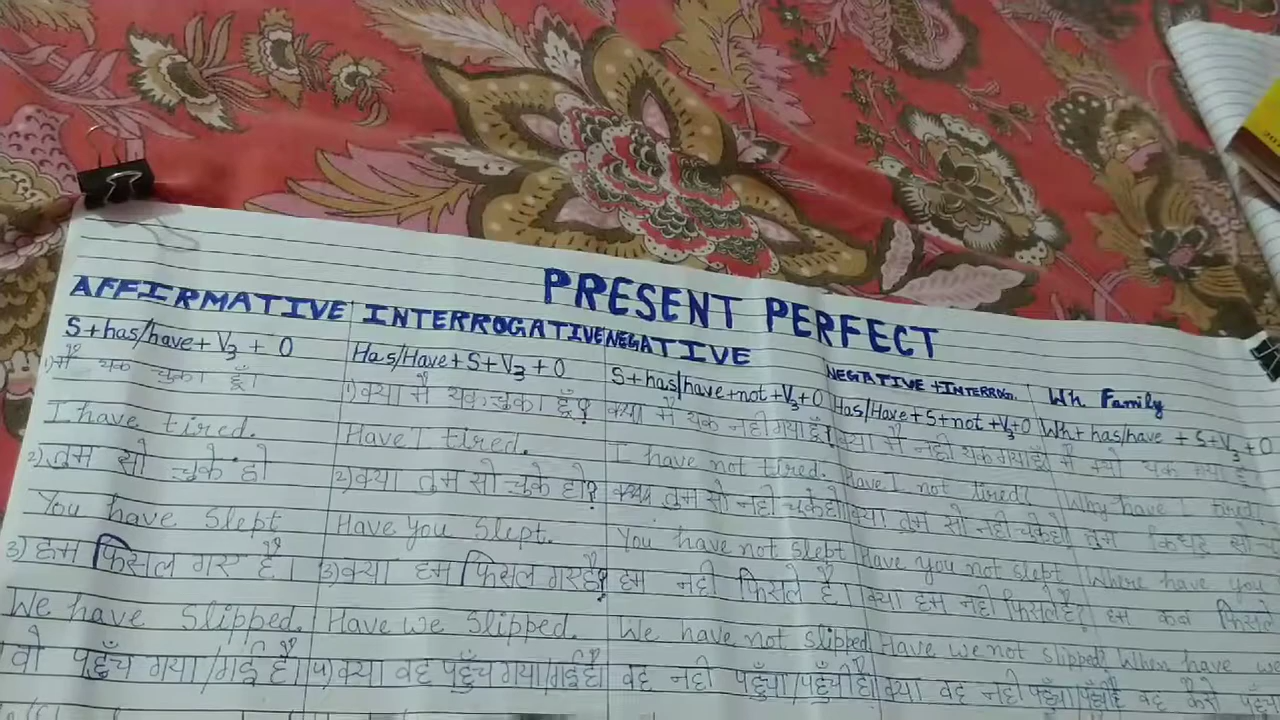 PRESENT PERFECT
AFFIRMATIVE INTERROGATIVE NEGATIVE NEGATIVE + INTERROG. Wh Family
S+has/have+V3+O Has/Have+S+V3+O S+has/have+not+V3+O Has/Have+S+not+V3+O Wh+has/have+S+V3+O
1) मैं थक चुका हूँ। 1) क्या मैं थक चुका हूँ? क्या मैं थक नही गया हूँ? क्या मैं नही थक गया हूँ मैं क्यों थक गया
I have tired. Have I tired. I have not tired. Have I not tired? Why have I tired?
2) तुम सो चुके हो 2) क्या तुम सो चुके हो? तुम सो नही चुके हो क्या तुम सो नही चुके हो तुम किधर सो
You have Slept Have you Slept. You have not slept Have you not slept Where have you
3) हम फिसल गए हैं। 3) क्या हम फिसल गए हैं? हम नही फिसले हैं। क्या हम नही फिसले हैं? हम कब फिसले
We have Slipped. Have we Slipped. We have not slipped Have we not slipped? When have we
वो पहुँच गया/गई है। 4) क्या वह पहुँच गया/गई है वह नही पहुँचा/पहुँची है। क्या वह नही पहुँचा/पहुँची है वह कैसे पहुँच